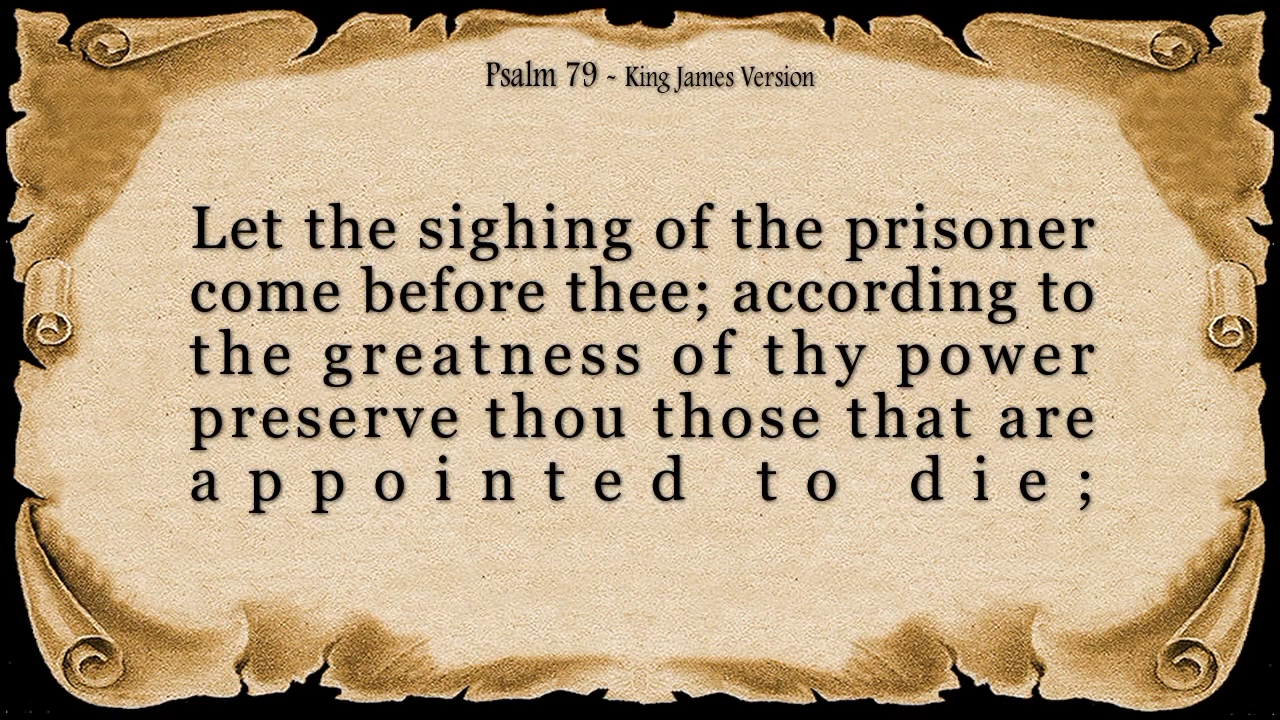 Psalm 79 ~ King James Version
Let the sighing of the prisoner
come before thee; according to
the greatness of thy power
preserve thou those that are
appointed to die;